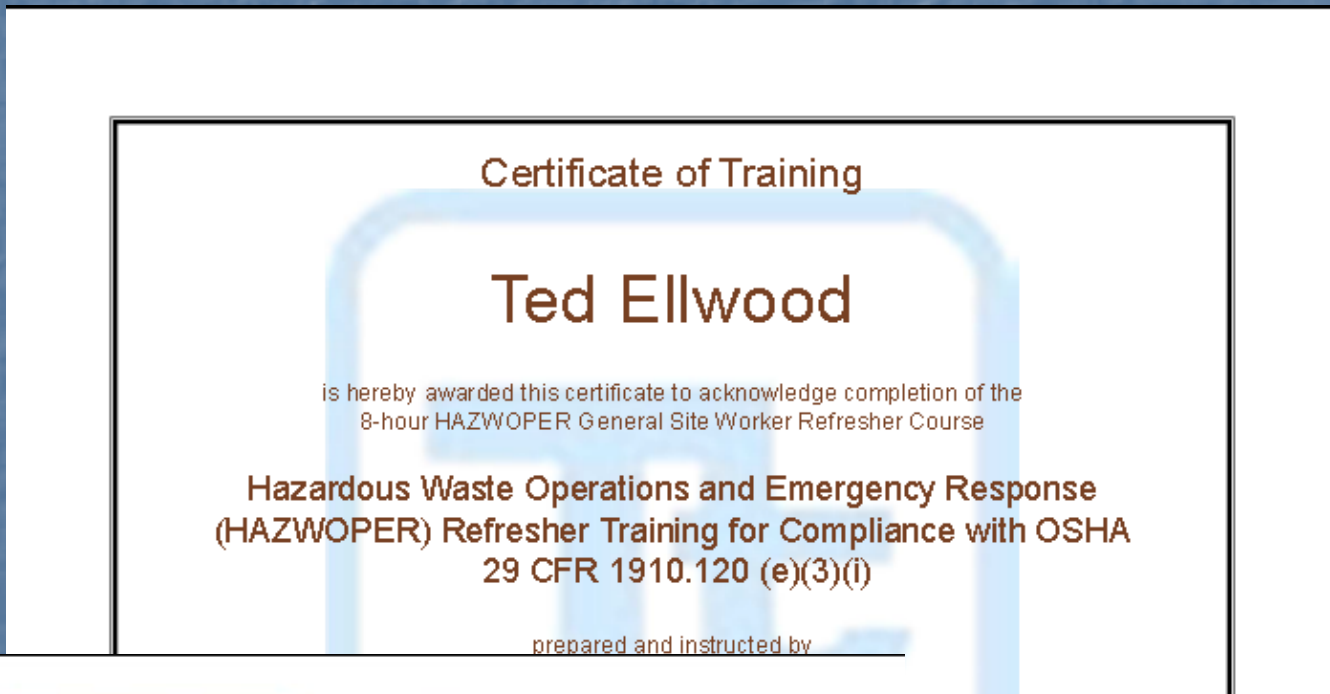 Certificate of Training
Ted Ellwood
is hereby awarded this certificate to acknowledge completion of the
8-hour HAZWOPER General Site Worker Refresher Course
Hazardous Waste Operations and Emergency Response
(HAZWOPER) Refresher Training for Compliance with OSHA
29 CFR 1910.120 (e)(3)(i)
prepared and instructed by